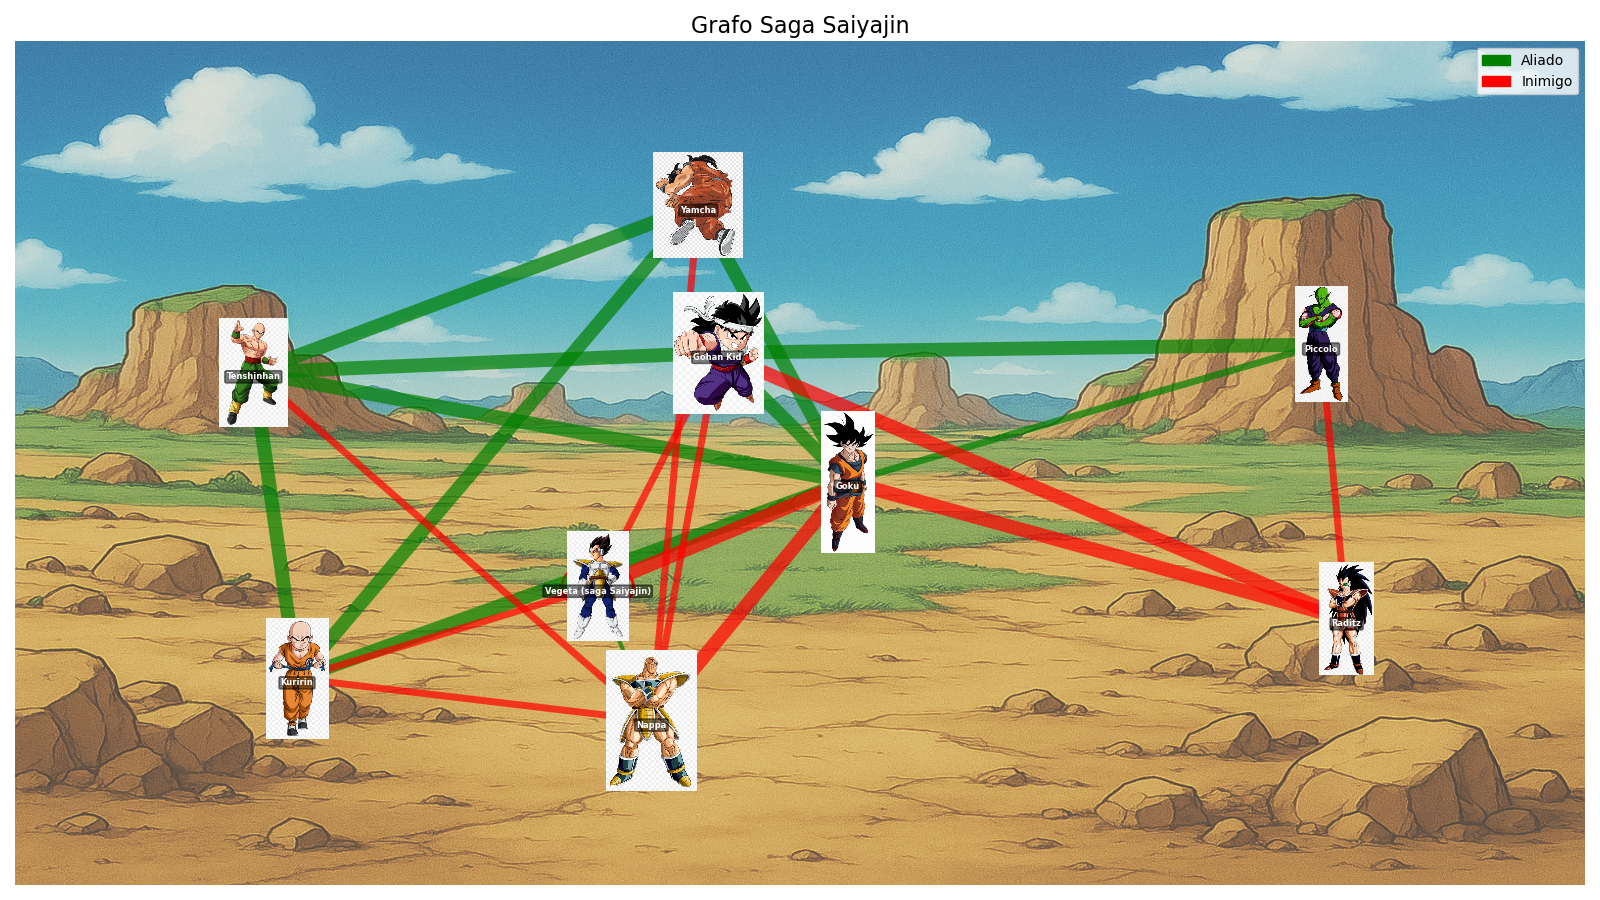 Grafo Saga Saiyajin
Aliado
Inimigo
Yamcha
Gohan Kid
Piccolo
Tenshinhan
Goku
Vegeta (saga Saiyajin)
Raditz
Kuririn
Nappa